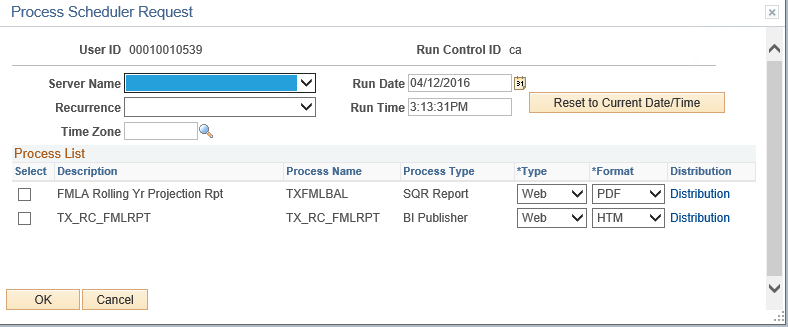 Process Scheduler Request
User ID 00010010539 Run Control ID ca
Server Name Run Date 04/12/2016
Recurrence Run Time 3:13:31PM Reset to Current Date/Time
Time Zone
Process List
Select Description Process Name Process Type *Type *Format Distribution
FMLA Rolling Yr Projection Rpt TXFMLBAL SQR Report Web PDF Distribution
TX_RC_FMLRPT TX_RC_FMLRPT BI Publisher Web HTM Distribution
OK Cancel